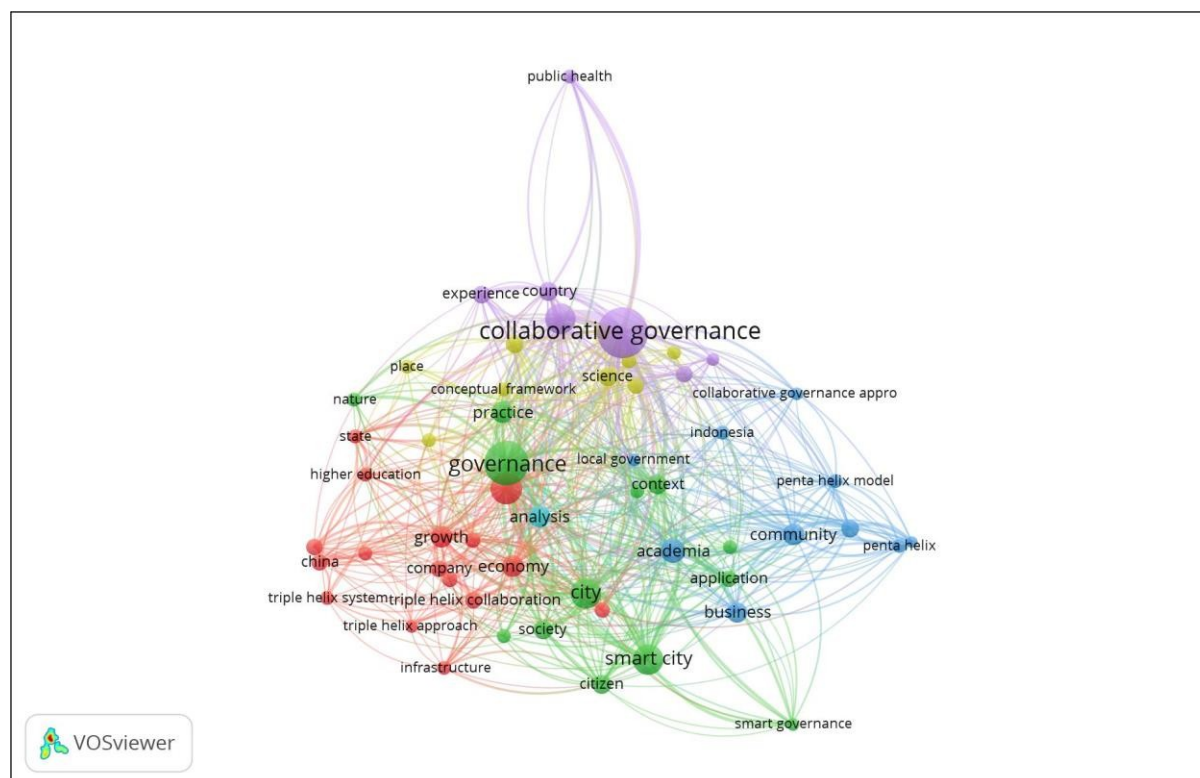 public health
experience
country
collaborative governance
place
science
conceptual framework
collaborative governance appro
nature
practice
state
indonesia
governance
local government
higher education
context
penta helix model
analysis
growth
community
academia
penta helix
china
company
economy
application
triple helix system
triple helix collaboration
city
business
triple helix approach
society
smart city
infrastructure
citizen
smart governance
VOSviewer